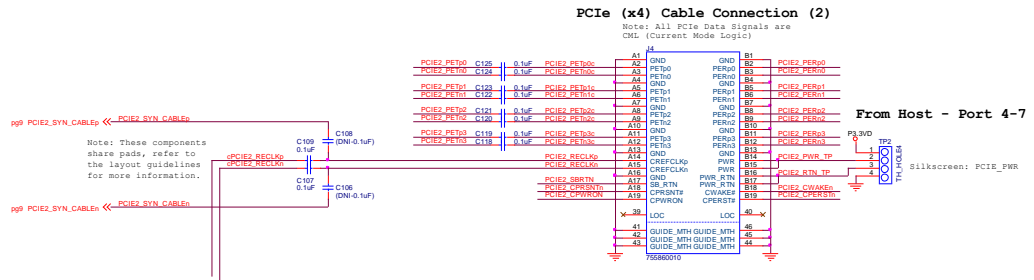 PCIe (x4) Cable Connection (2)
Note: All PCIe Data Signals are
CML (Current Mode Logic)
J4
A1 GND GND B1
PCIE2_PETp0 C125 0.1uF PCIE2_PETp0c A2 PETp0 PERp0 B2 PCIE2_PERp0
PCIE2_PETn0 C124 0.1uF PCIE2_PETn0c A3 PETn0 PERn0 B3 PCIE2_PERn0
A4 GND GND B4
PCIE2_PETp1 C123 0.1uF PCIE2_PETp1c A5 PETp1 PERp1 B5 PCIE2_PERp1
PCIE2_PETn1 C122 0.1uF PCIE2_PETn1c A6 PETn1 PERn1 B6 PCIE2_PERn1
A7 GND GND B7
PCIE2_PETp2 C121 0.1uF PCIE2_PETp2c A8 PETp2 PERp2 B8 PCIE2_PERp2
PCIE2_PETn2 C120 0.1uF PCIE2_PETn2c A9 PETn2 PERn2 B9 PCIE2_PERn2
A10 GND GND B10
PCIE2_PETp3 C119 0.1uF PCIE2_PETp3c A11 PETp3 PERp3 B11 PCIE2_PERp3
PCIE2_PETn3 C118 0.1uF PCIE2_PETn3c A12 PETn3 PERn3 B12 PCIE2_PERn3
A13 GND GND B13
PCIE2_RECLKp A14 CREFCLKp PWR B14 PCIE2_PWR_TP
PCIE2_RECLKn A15 CREFCLKn PWR B15
A16 GND PWR_RTN B16 PCIE2_RTN_TP
PCIE2_SBRTN A17 SB_RTN PWR_RTN B17
PCIE2_CPRSNTn A18 CPRSNT# CWAKE# B18 PCIE2_CWAKEn
PCIE2_CPWRON A19 CPWRON CPERST# B19 PCIE2_CPERSTn
39 LOC LOC 40
41 GUIDE_MTH GUIDE_MTH 46
42 GUIDE_MTH GUIDE_MTH 45
43 GUIDE_MTH GUIDE_MTH 44
755860010
From Host - Port 4-7
P3.3VD
TP2
1
2
3
4
TH_HOLE4
Silkscreen: PCIE_PWR
pg9 PCIE2_SYN_CABLEp PCIE2_SYN_CABLEp
Note: These components
share pads, refer to
the layout guidelines
for more information.
C108
(DNI-0.1uF)
C109
0.1uF
cPCIE2_RECLKp
cPCIE2_RECLKn
C107
0.1uF
C106
(DNI-0.1uF)
pg9 PCIE2_SYN_CABLEn PCIE2_SYN_CABLEn